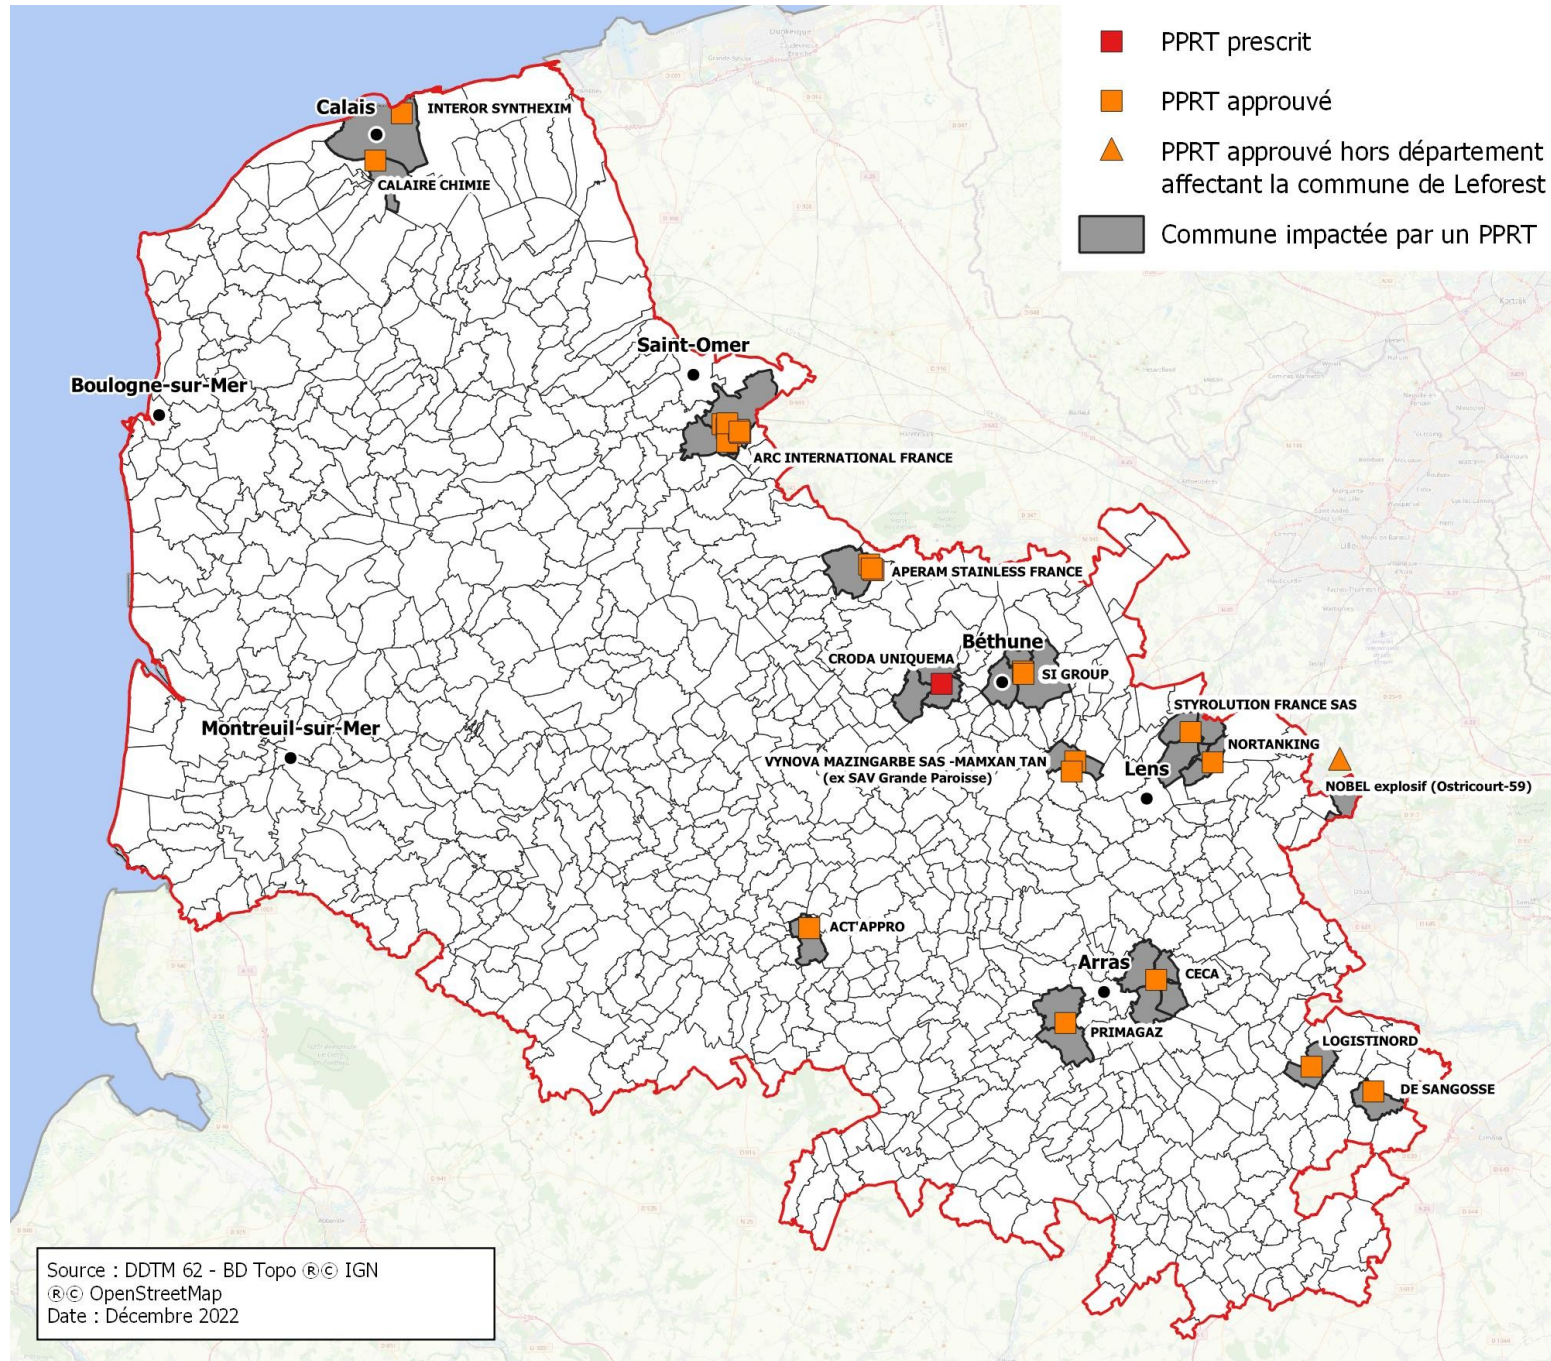 PPRT prescrit
PPRT approuvé
PPRT approuvé hors département
affectant la commune de Leforest
Commune impactée par un PPRT
Calais
INTEROR SYNTHEXIM
CALAIRE CHIMIE
Saint-Omer
Boulogne-sur-Mer
ARC INTERNATIONAL FRANCE
APERAM STAINLESS FRANCE
Béthune
CRODA UNIQUEMA
SI GROUP
STYROLUTION FRANCE SAS
Montreuil-sur-Mer
NORTANKING
VYNOVA MAZINGARBE SAS -MAMXAN TAN
(ex SAV Grande Paroisse)
Lens
NOBEL explosif (Ostricourt-59)
ACT'APPRO
Arras
CECA
PRIMAGAZ
LOGISTINORD
DE SANGOSSE
Source : DDTM 62 - BD Topo ®© IGN
®© OpenStreetMap
Date : Décembre 2022